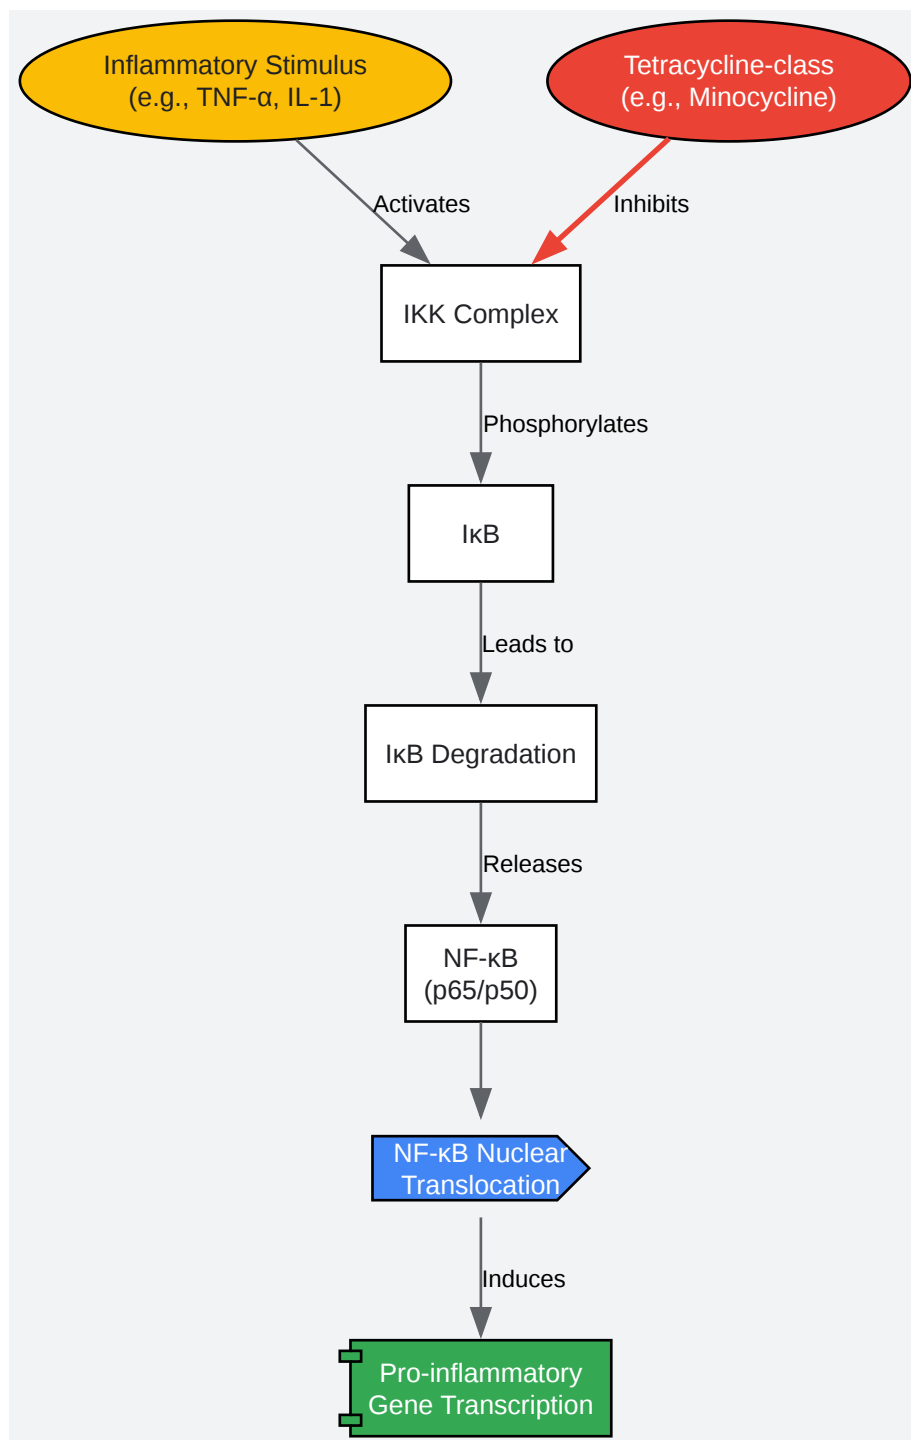 Inflammatory Stimulus
(e.g., TNF-α, IL-1)
Tetracycline-class
(e.g., Minocycline)
Activates
Inhibits
IKK Complex
Phosphorylates
IκB
Leads to
IκB Degradation
Releases
NF-κB
(p65/p50)
NF-κB Nuclear
Translocation
Induces
Pro-inflammatory
Gene Transcription